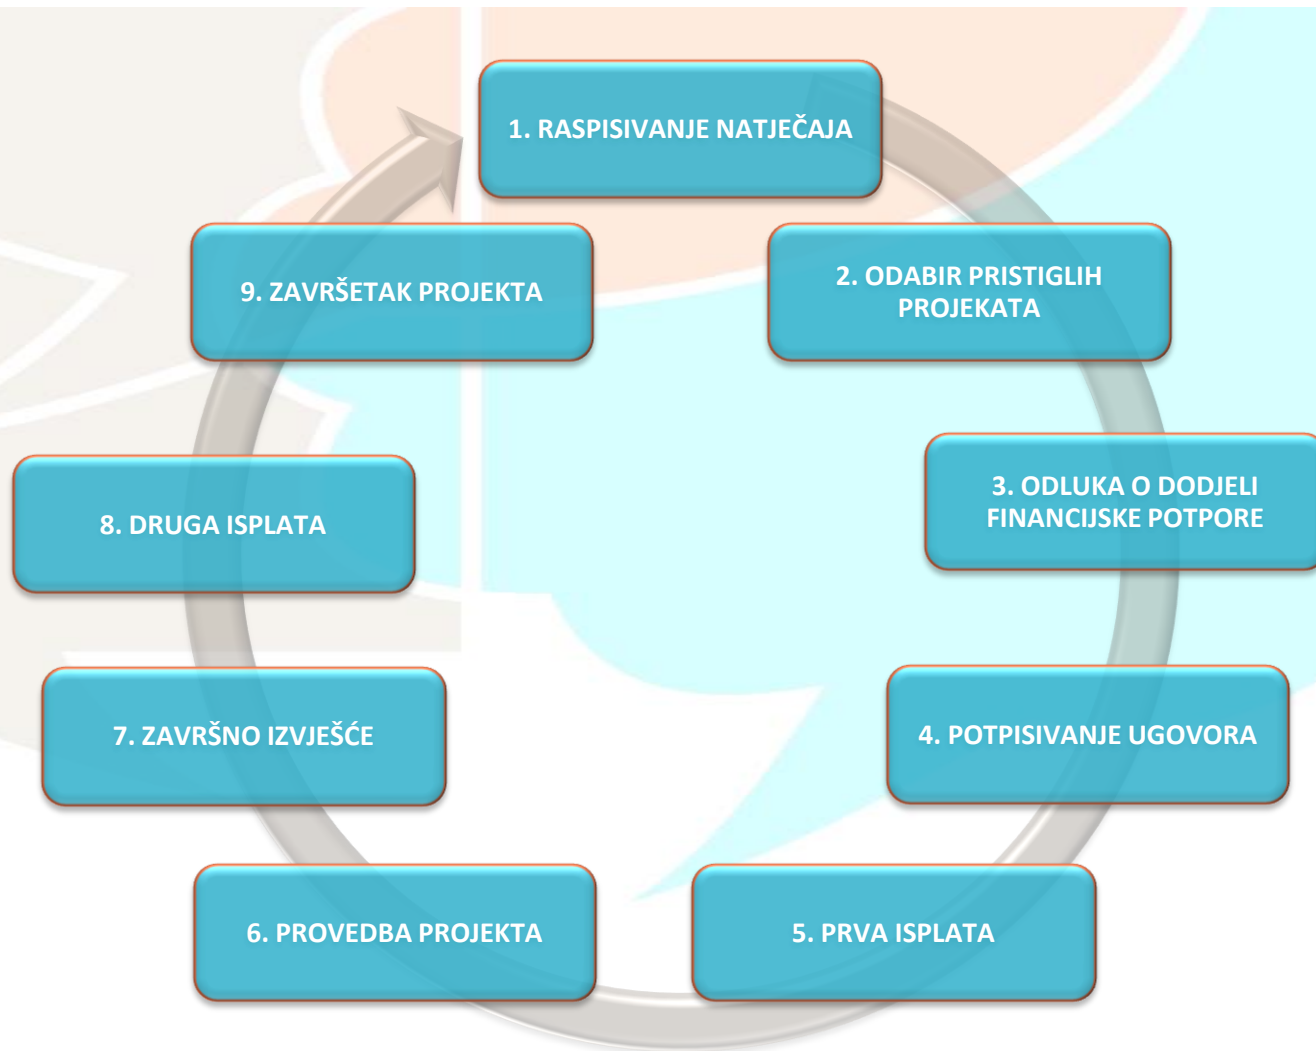 1. RASPISIVANJE NATJEČAJA
2. ODABIR PRISTIGLIH
PROJEKATA
3. ODLUKA O DODJELI
FINANCIJSKE POTPORE
4. POTPISIVANJE UGOVORA
5. PRVA ISPLATA
6. PROVEDBA PROJEKTA
7. ZAVRŠNO IZVJEŠĆE
8. DRUGA ISPLATA
9. ZAVRŠETAK PROJEKTA